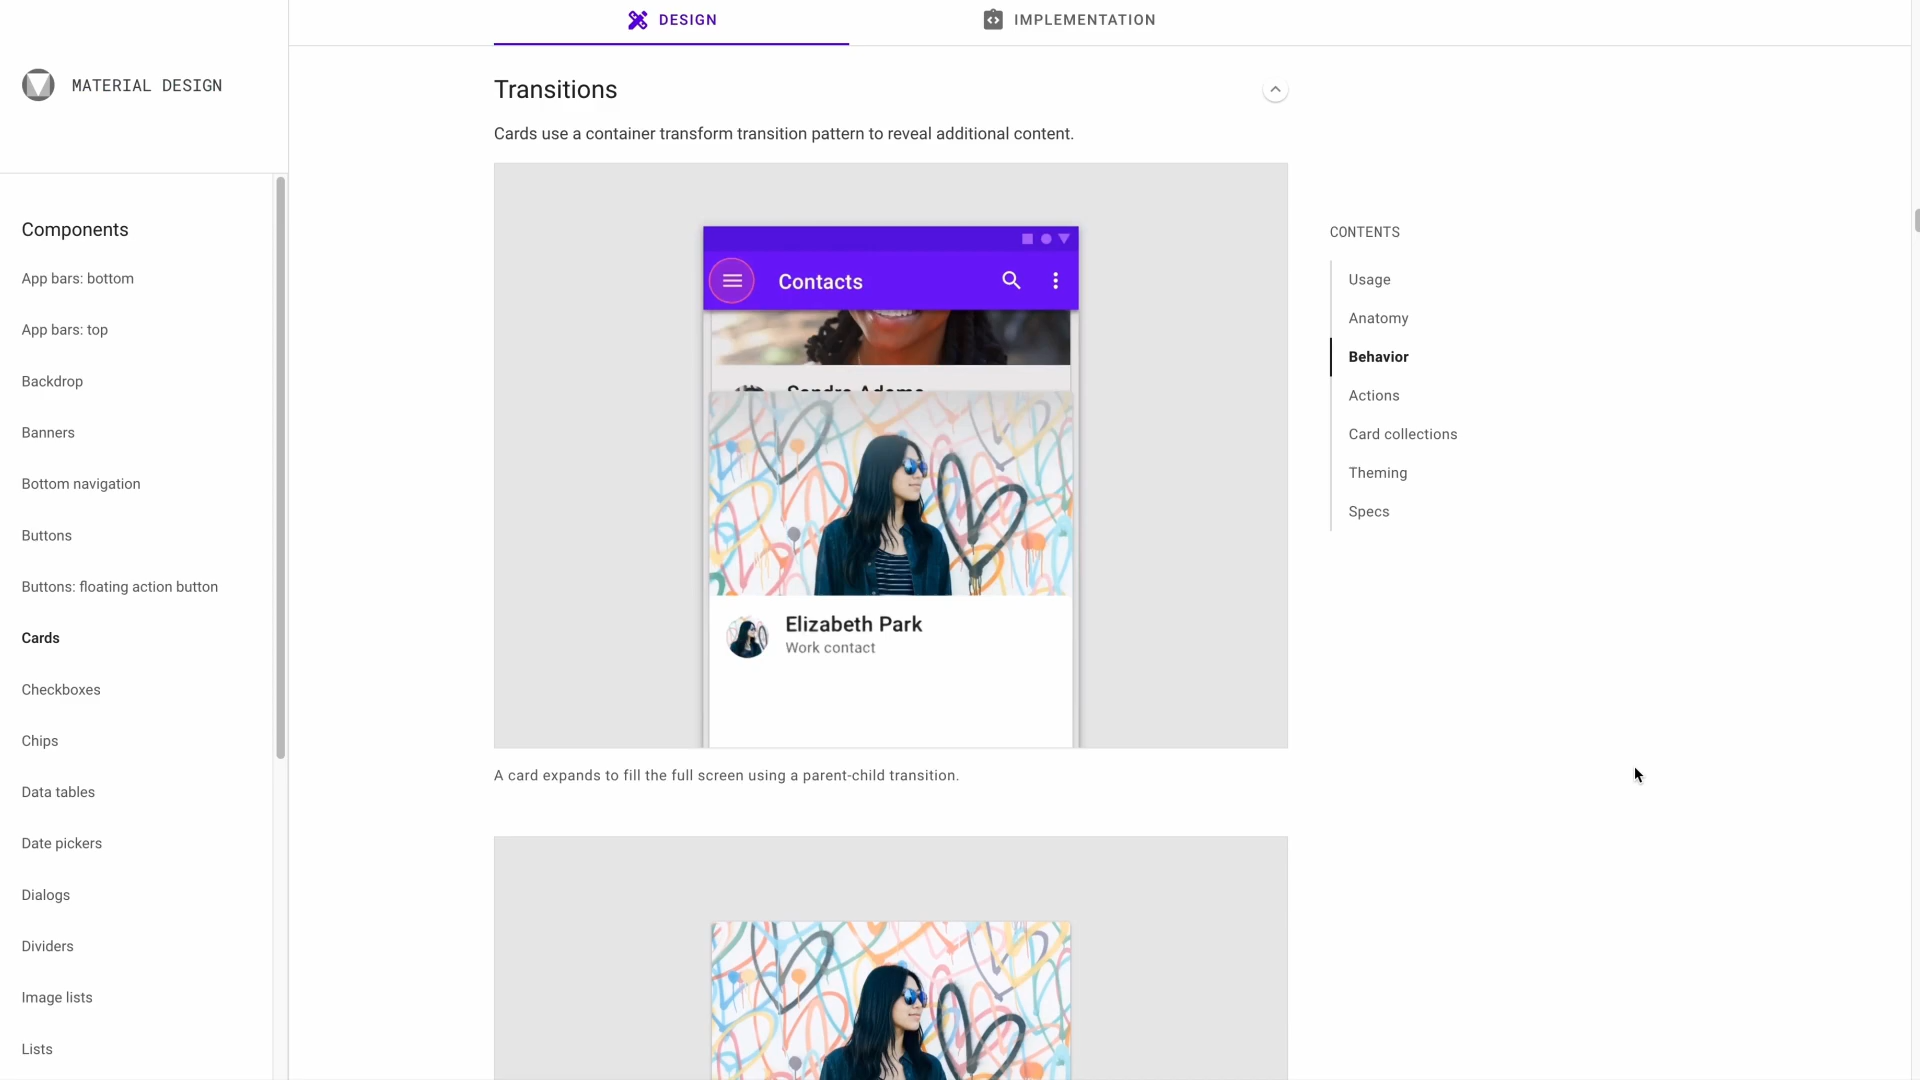 DESIGN
IMPLEMENTATION
MATERIAL DESIGN
Components
App bars: bottom
App bars: top
Backdrop
Banners
Bottom navigation
Buttons
Buttons: floating action button
Cards
Checkboxes
Chips
Data tables
Date pickers
Dialogs
Dividers
Image lists
Lists
Transitions
Cards use a container transform transition pattern to reveal additional content.
Contacts
Sandra Adams
Elizabeth Park
Work contact
A card expands to fill the full screen using a parent-child transition.
CONTENTS
Usage
Anatomy
Behavior
Actions
Card collections
Theming
Specs